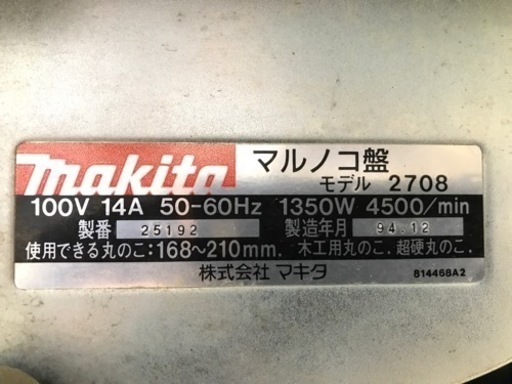 makita マルノコ盤
モデル 2708
100V 14A 50-60Hz 1350W 4500/min
製番 25192 製造年月 94.12
使用できる丸のこ:168〜210mm. 木工用丸のこ. 超硬丸のこ.
株式会社 マキタ 814468A2